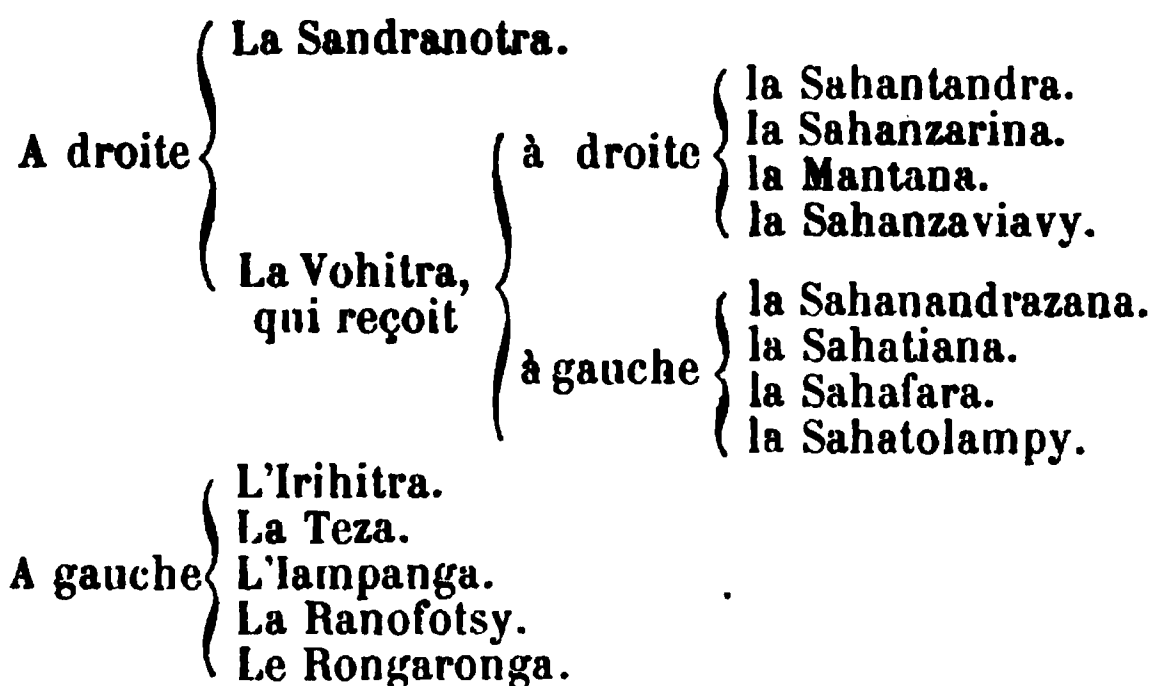 A droite
La Sandranotra.
La Vohitra,
qui reçoit
à droite
la Sahantandra.
la Sahanzarina.
la Mantana.
la Sahanzaviavy.
à gauche
la Sahanandrazana.
la Sahatiana.
la Sahafara.
la Sahatolampy.
A gauche
L'Irihitra.
La Teza.
L'Iampanga.
La Ranofotsy.
Le Rongaronga.